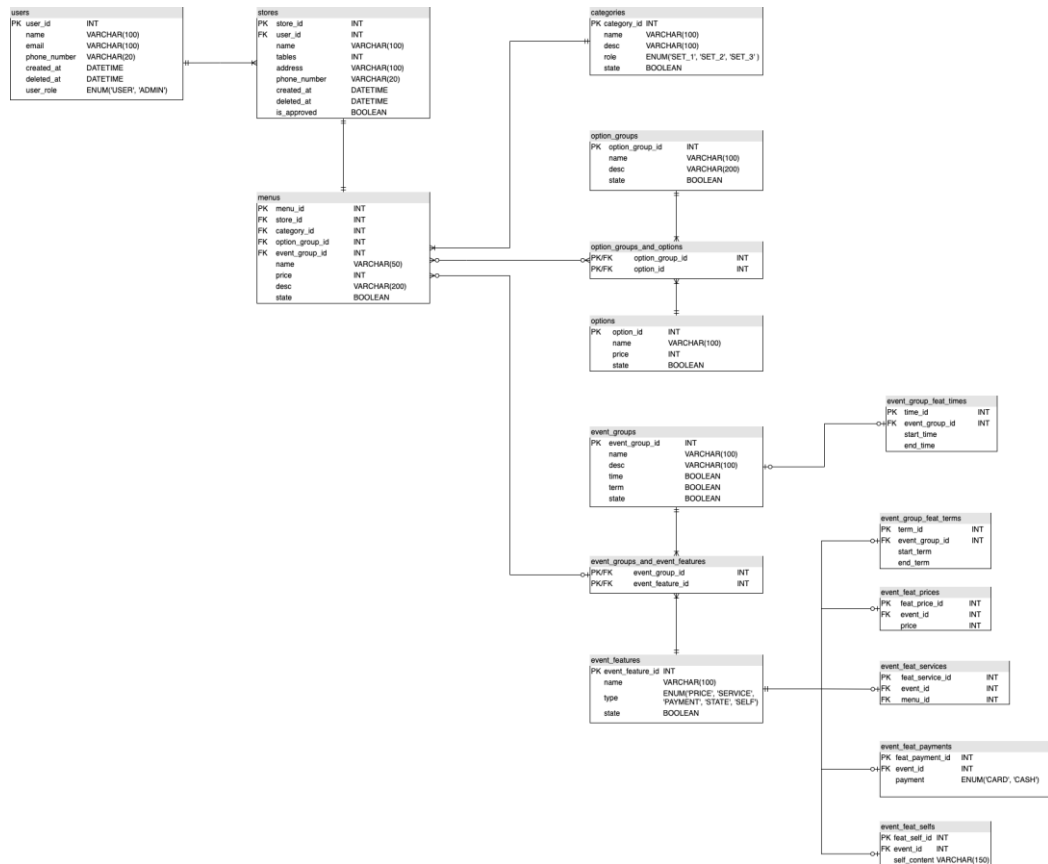 users
PK user_id INT
name VARCHAR(100)
email VARCHAR(100)
phone_number VARCHAR(20)
created_at DATETIME
deleted_at DATETIME
user_role ENUM('USER', 'ADMIN')
stores
PK store_id INT
FK user_id INT
name VARCHAR(100)
tables INT
address VARCHAR(100)
phone_number VARCHAR(20)
created_at DATETIME
deleted_at DATETIME
is_approved BOOLEAN
categories
PK category_id INT
name VARCHAR(100)
desc VARCHAR(100)
role ENUM('SET_1', 'SET_2', 'SET_3' )
state BOOLEAN
option_groups
PK option_group_id INT
name VARCHAR(100)
desc VARCHAR(200)
state BOOLEAN
menus
PK menu_id INT
FK store_id INT
FK category_id INT
FK option_group_id INT
FK event_group_id INT
name VARCHAR(50)
price INT
desc VARCHAR(200)
state BOOLEAN
option_groups_and_options
PK/FK option_group_id INT
PK/FK option_id INT
options
PK option_id INT
name VARCHAR(100)
price INT
state BOOLEAN
event_group_feat_times
PK time_id INT
FK event_group_id INT
start_time
end_time
event_groups
PK event_group_id INT
name VARCHAR(100)
desc VARCHAR(100)
time BOOLEAN
term BOOLEAN
state BOOLEAN
event_group_feat_terms
PK term_id INT
FK event_group_id INT
start_term
end_term
event_groups_and_event_features
PK/FK event_group_id INT
PK/FK event_feature_id INT
event_feat_prices
PK feat_price_id INT
FK event_id INT
price INT
event_features
PK event_feature_id INT
name VARCHAR(100)
type ENUM('PRICE', 'SERVICE',
'PAYMENT', 'STATE', 'SELF')
state BOOLEAN
event_feat_services
PK feat_service_id INT
FK event_id INT
FK menu_id INT
event_feat_payments
PK feat_payment_id INT
FK event_id INT
payment ENUM('CARD', 'CASH')
event_feat_selfs
PK feat_self_id INT
FK event_id INT
self_content VARCHAR(150)